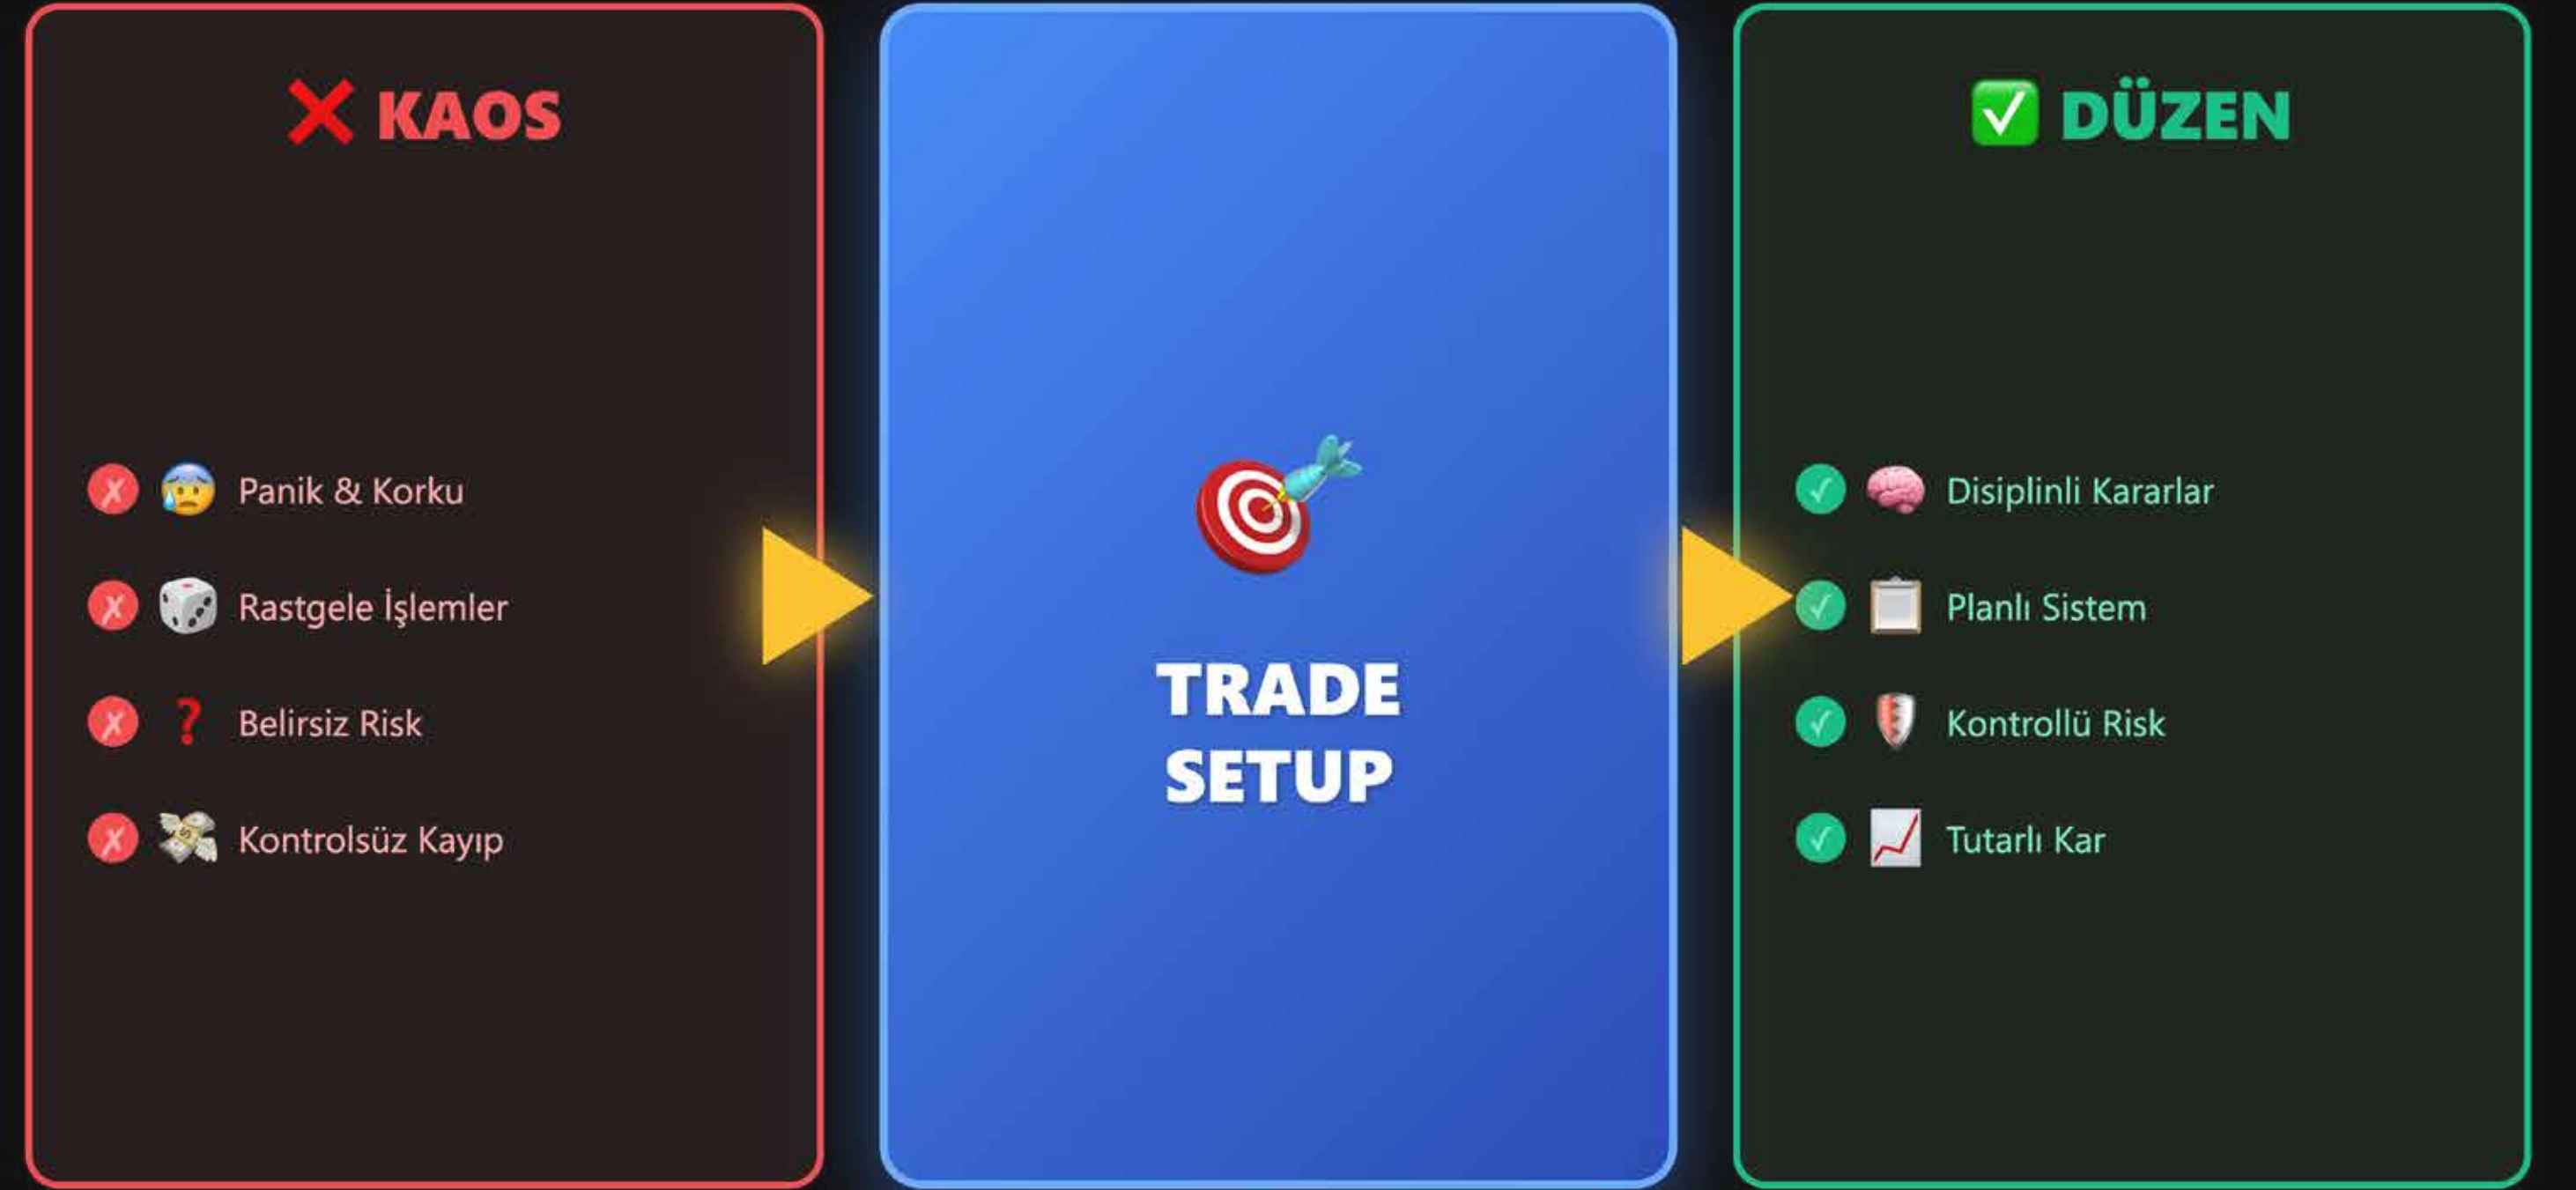 KAOS
Panik & Korku
Rastgele İşlemler
Belirsiz Risk
Kontrolsüz Kayıp
TRADE
SETUP
DÜZEN
Disiplinli Kararlar
Planlı Sistem
Kontrollü Risk
Tutarlı Kar